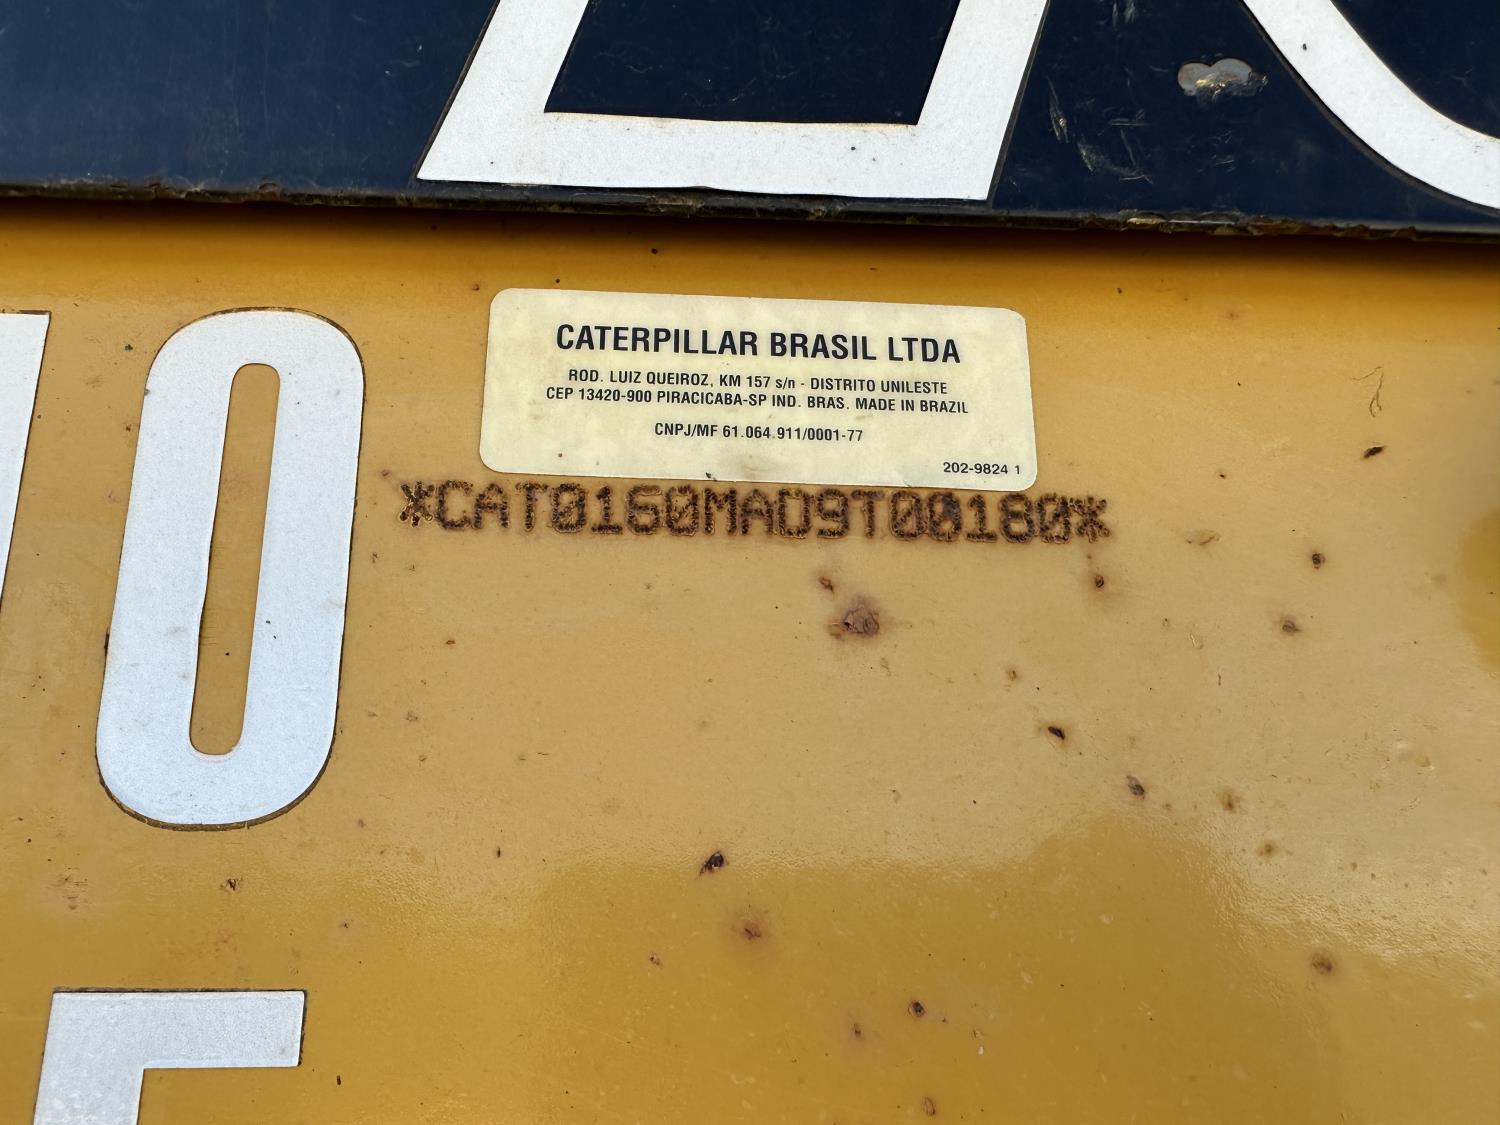 CATERPILLAR BRASIL LTDA
ROD. LUIZ QUEIROZ, KM 157 s/n - DISTRITO UNILESTE
CEP 13420-900 PIRACICABA-SP IND. BRAS. MADE IN BRAZIL
CNPJ/MF 61.064.911/0001-77
202-9824 1
*CAT0160MAD9T00180*
0